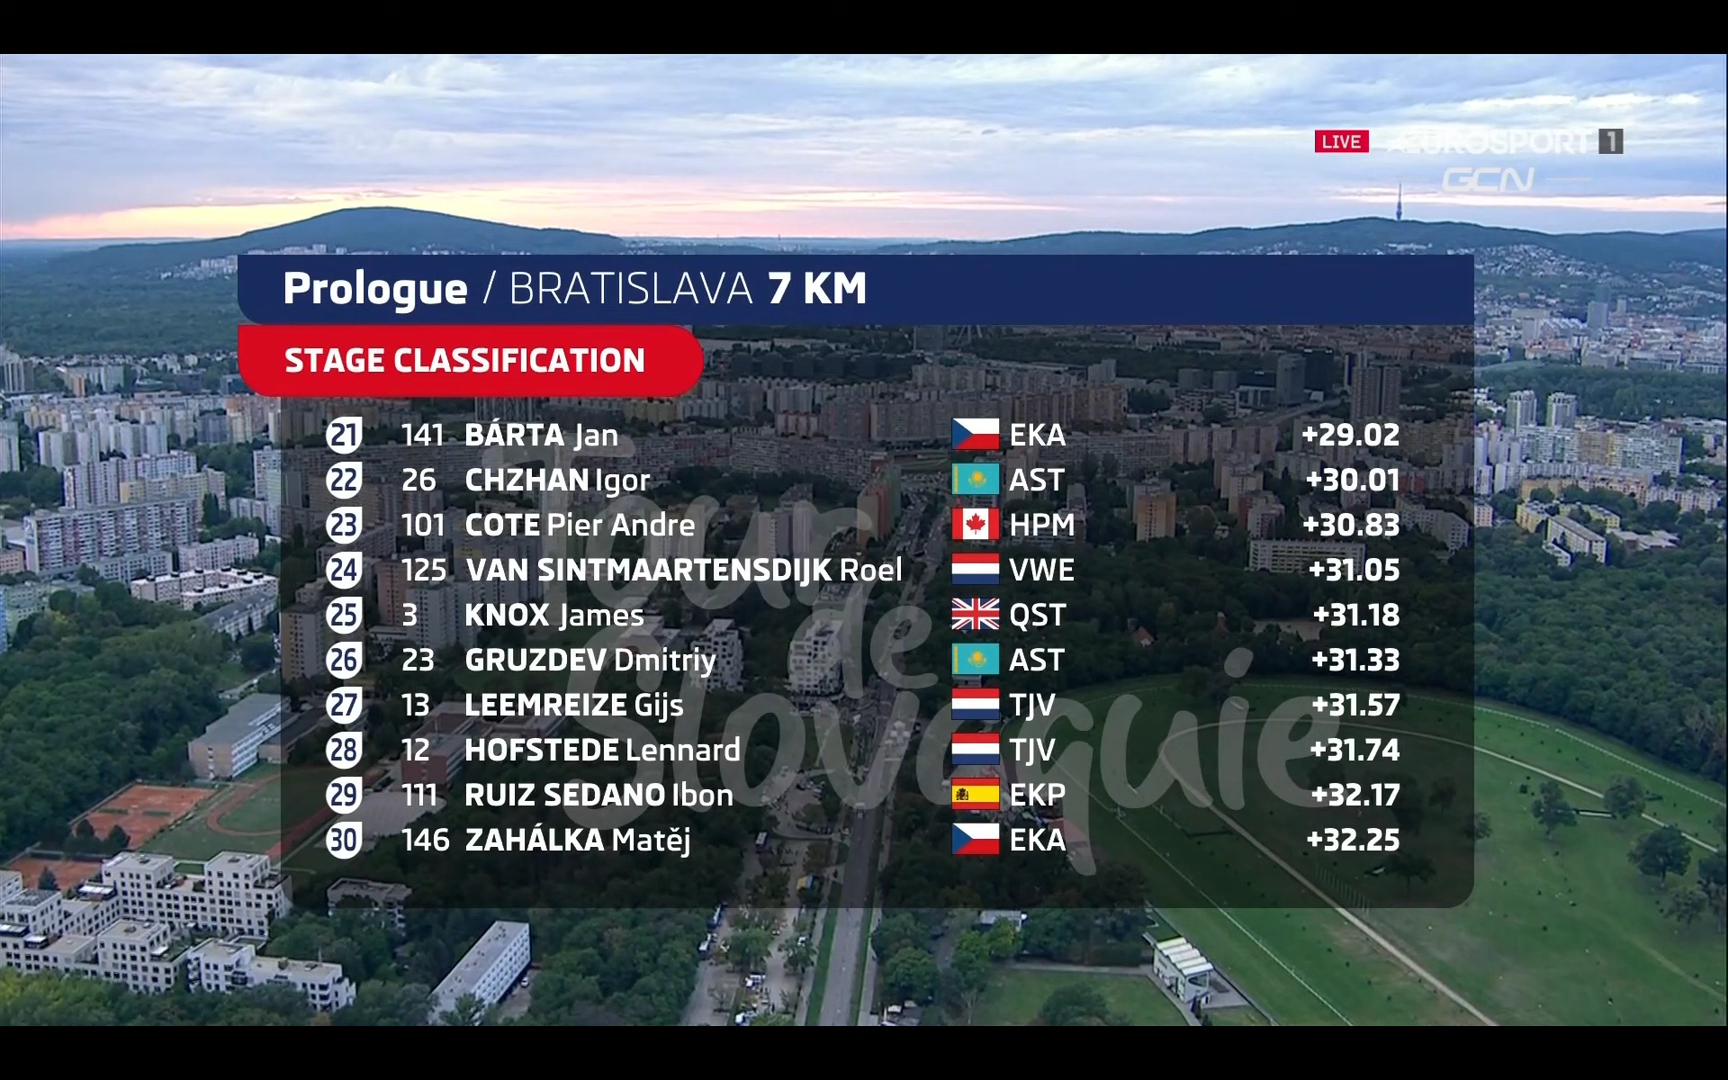 LIVE EUROSPORT 1
GCN
Prologue / BRATISLAVA 7 KM
STAGE CLASSIFICATION
21 141 BÁRTA Jan EKA +29.02
22 26 CHZHAN Igor AST +30.01
23 101 COTE Pier Andre HPM +30.83
24 125 VAN SINTMAARTENSDIJK Roel VWE +31.05
25 3 KNOX James QST +31.18
26 23 GRUZDEV Dmitriy AST +31.33
27 13 LEEMREIZE Gijs TJV +31.57
28 12 HOFSTEDE Lennard TJV +31.74
29 111 RUIZ SEDANO Ibon EKP +32.17
30 146 ZAHÁLKA Matěj EKA +32.25
Tour
de
Slovaquie